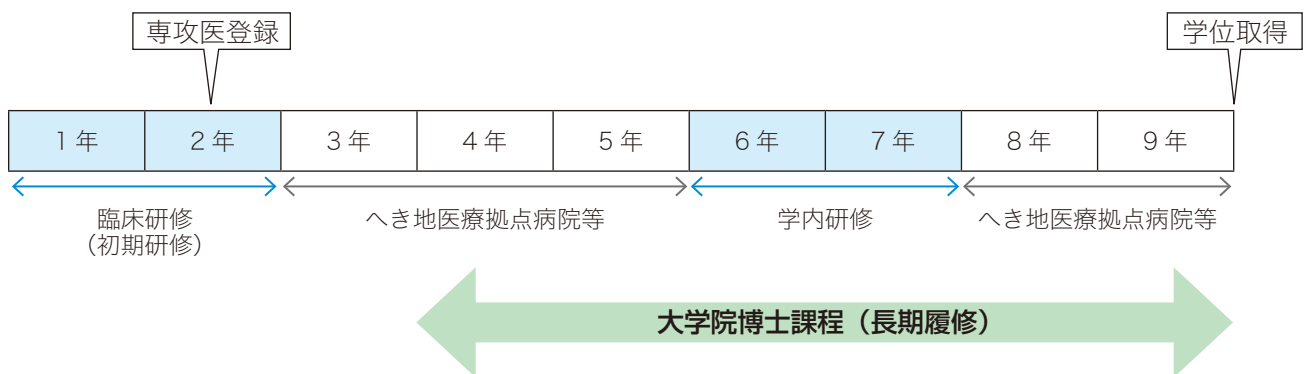 専攻医登録
学位取得
1年 2年 3年 4年 5年 6年 7年 8年 9年
臨床研修
(初期研修)
へき地医療拠点病院等
学内研修
へき地医療拠点病院等
大学院博士課程（長期履修）